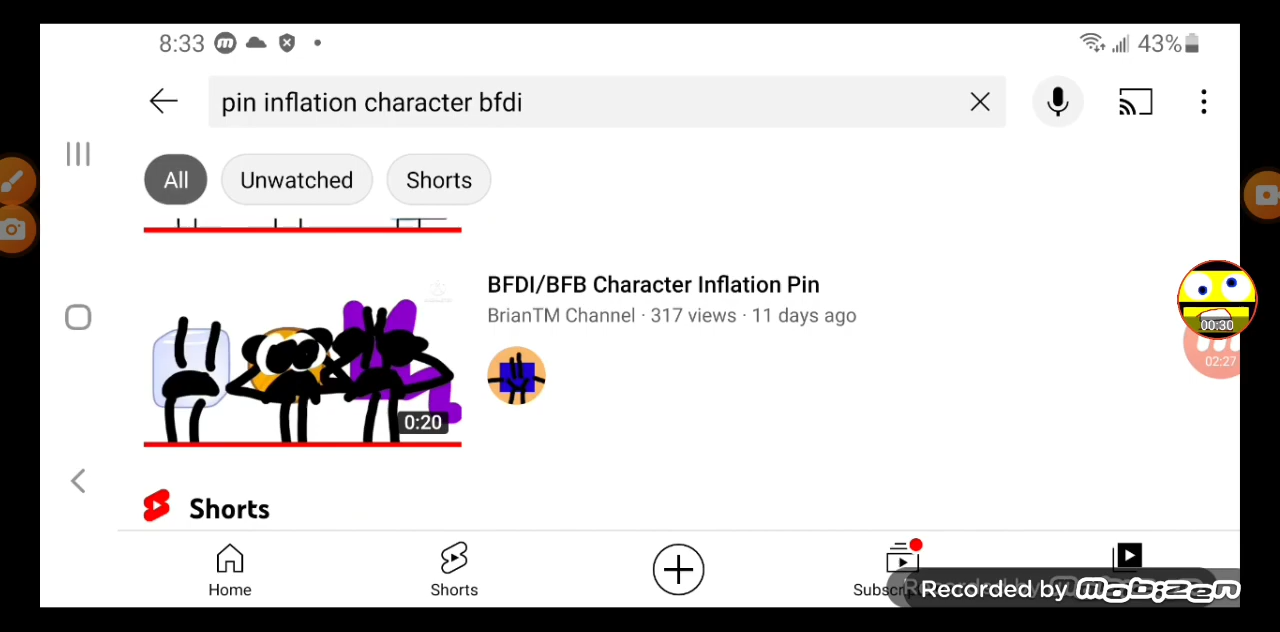 8:33
43%
pin inflation character bfdi
All
Unwatched
Shorts
BFDI/BFB Character Inflation Pin
BrianTM Channel · 317 views · 11 days ago
0:20
00:30
02:27
Shorts
Home
Shorts
Subscri
Recorded by mobizen